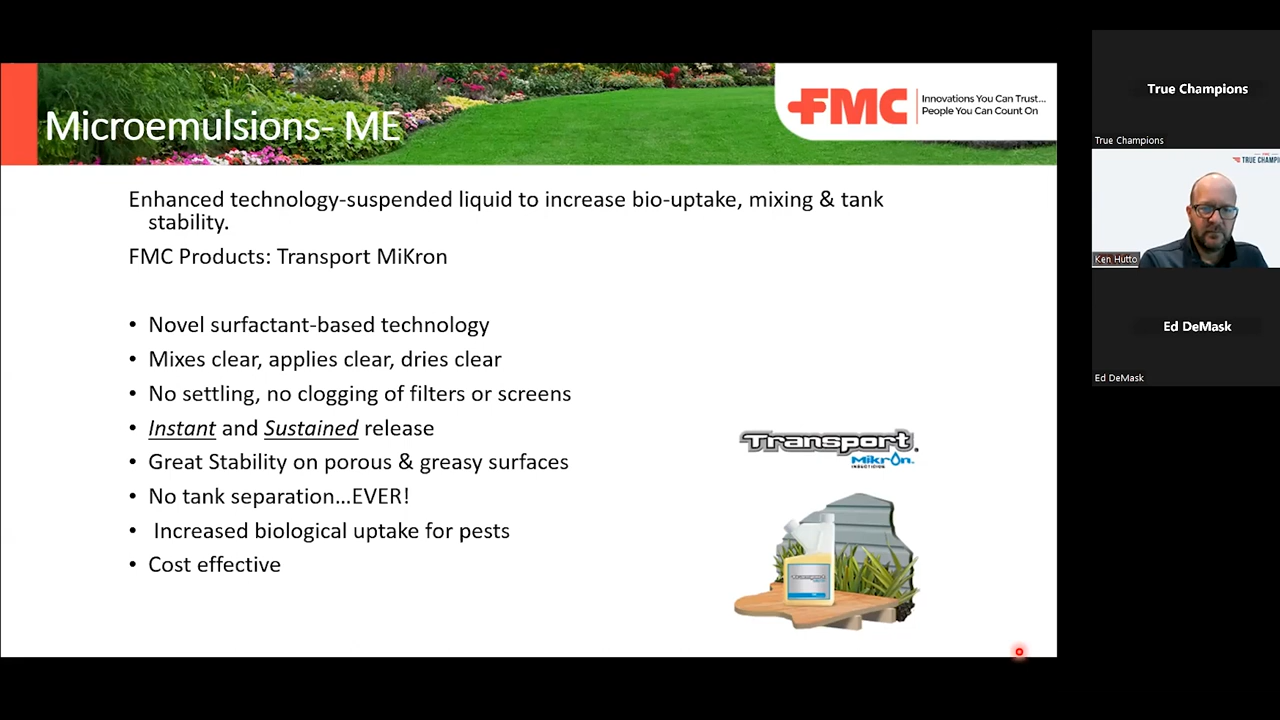 Microemulsions- ME
FMC
Innovations You Can Trust...
People You Can Count On
Enhanced technology-suspended liquid to increase bio-uptake, mixing & tank
stability.
FMC Products: Transport MiKron
• Novel surfactant-based technology
• Mixes clear, applies clear, dries clear
• No settling, no clogging of filters or screens
• Instant and Sustained release
• Great Stability on porous & greasy surfaces
• No tank separation...EVER!
• Increased biological uptake for pests
• Cost effective
Transport
Mikron
INSECTICIDE
Transport
True Champions
True Champions
TRUE CHAMPI
Ken Hutto
Ed DeMask
Ed DeMask